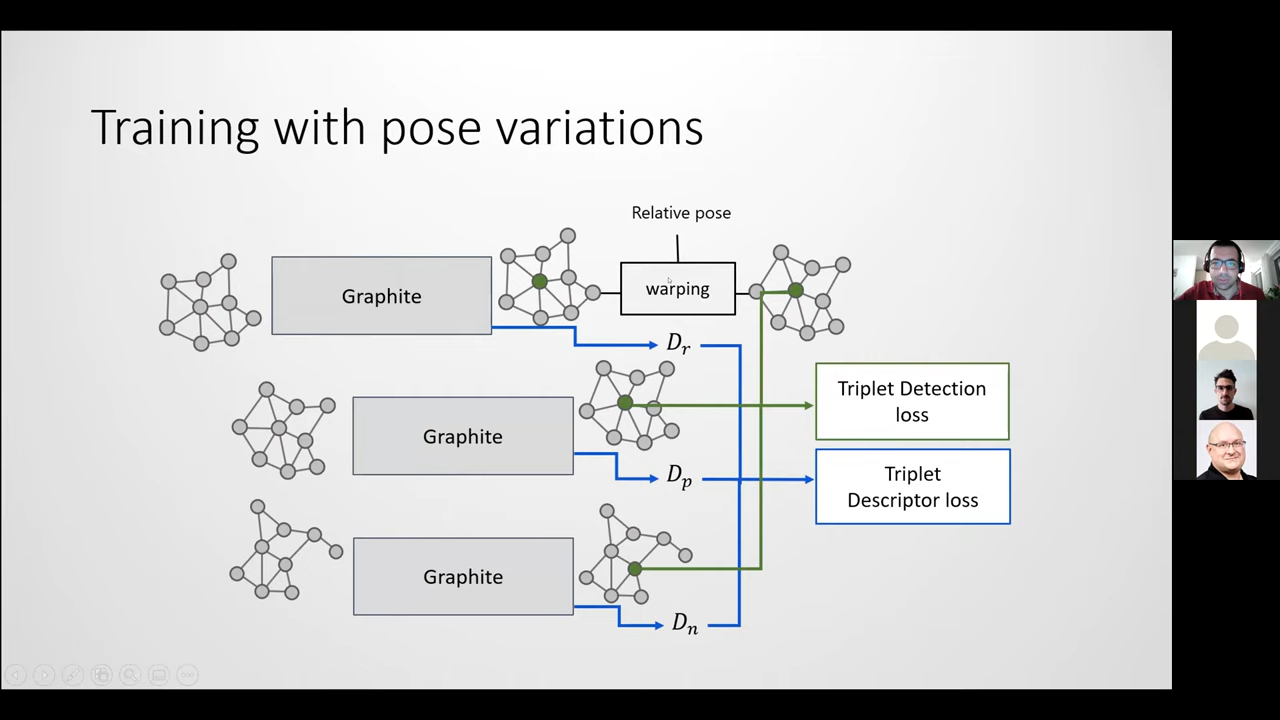 Training with pose variations
Relative pose
Graphite
warping
D_r
Graphite
Triplet Detection
loss
D_p
Triplet
Descriptor loss
Graphite
D_n